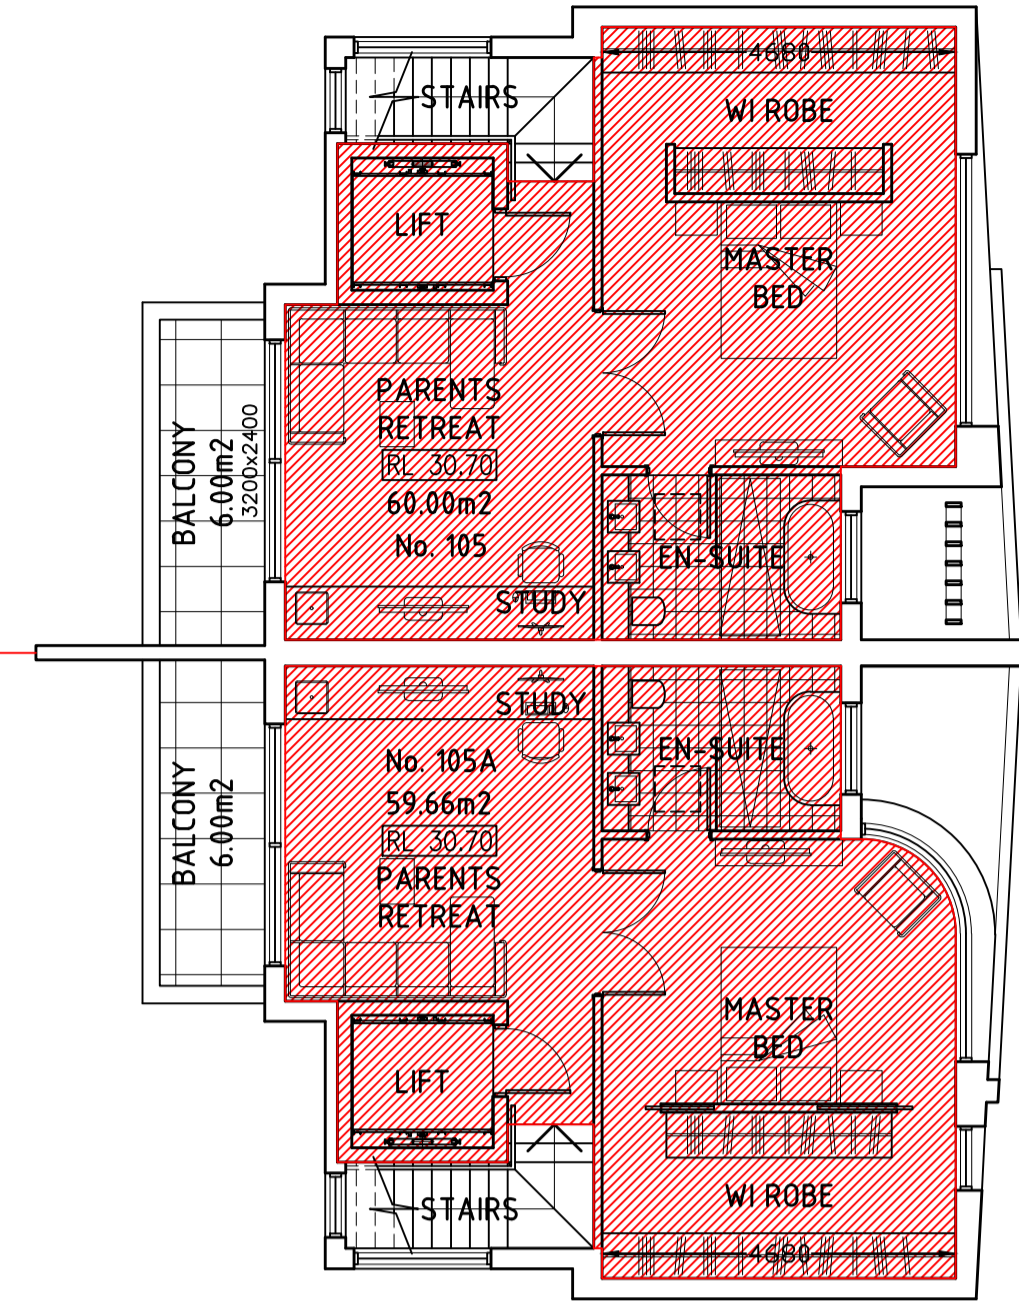 4680
STAIRS
WI ROBE
LIFT
MASTER
BED
PARENTS
RETREAT
RL 30.70
60.00m2
No. 105
BALCONY
6.00m2
3200x2400
EN-SUITE
STUDY
STUDY
EN-SUITE
No. 105A
59.66m2
RL 30.70
PARENTS
RETREAT
BALCONY
6.00m2
MASTER
BED
LIFT
WI ROBE
STAIRS
4680